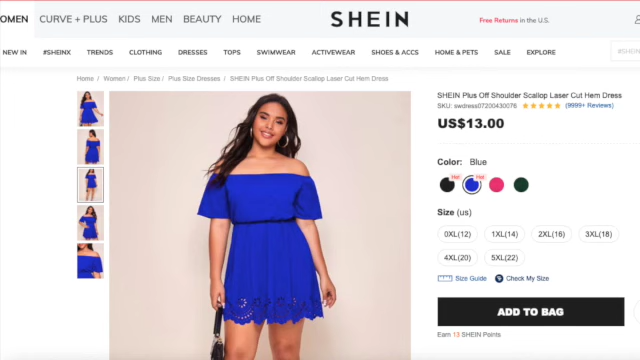 OMEN CURVE + PLUS KIDS MEN BEAUTY HOME SHEIN Free Returns in the U.S.
NEW IN #SHEINX TRENDS CLOTHING DRESSES TOPS SWIMWEAR ACTIVEWEAR SHOES & ACCS HOME & PETS SALE EXPLORE #SHEIN
Home / Women / Plus Size / Plus Size Dresses / SHEIN Plus Off Shoulder Scallop Laser Cut Hem Dress
SHEIN Plus Off Shoulder Scallop Laser Cut Hem Dress
SKU: swdress07200430076 ★★★★★ (9999+ Reviews)
US$13.00
Color: Blue
Hot Hot
Size (us)
0XL(12) 1XL(14) 2XL(16) 3XL(18)
4XL(20) 5XL(22)
Size Guide Check My Size
ADD TO BAG
Earn 13 SHEIN Points